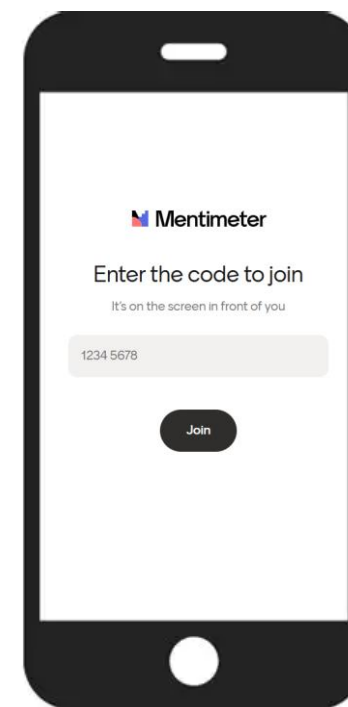 Mentimeter
Enter the code to join
It's on the screen in front of you
1234 5678
Join